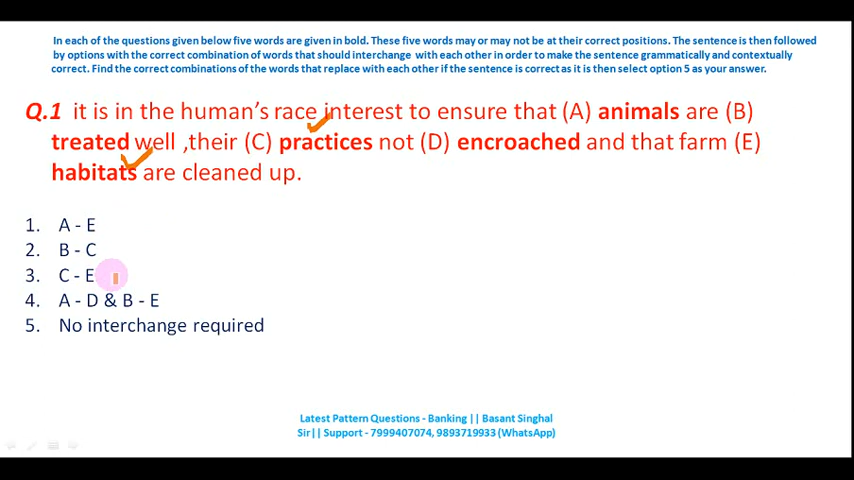 In each of the questions given below five words are given in bold. These five words may or may not be at their correct positions. The sentence is then followed
by options with the correct combination of words that should interchange with each other in order to make the sentence grammatically and contextually
correct. Find the correct combinations of the words that replace with each other if the sentence is correct as it is then select option 5 as your answer.
Q.1 it is in the human's race interest to ensure that (A) animals are (B)
treated well ,their (C) practices not (D) encroached and that farm (E)
habitats are cleaned up.
1. A - E
2. B - C
3. C - E
4. A - D & B - E
5. No interchange required
Latest Pattern Questions - Banking || Basant Singhal
Sir|| Support - 7999407074, 9893719933 (WhatsApp)